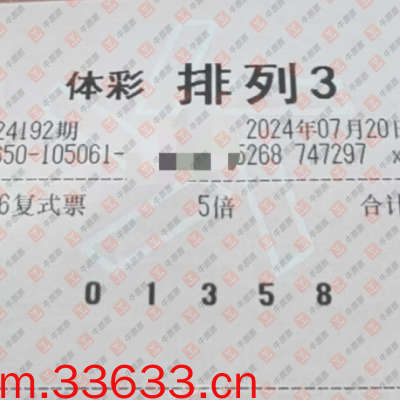 体彩 排列3
24192期 2024年07月20日
650-105061- 5268 747297
6复式票 5倍 合计
0 1 3 5 8
m.33633.cn